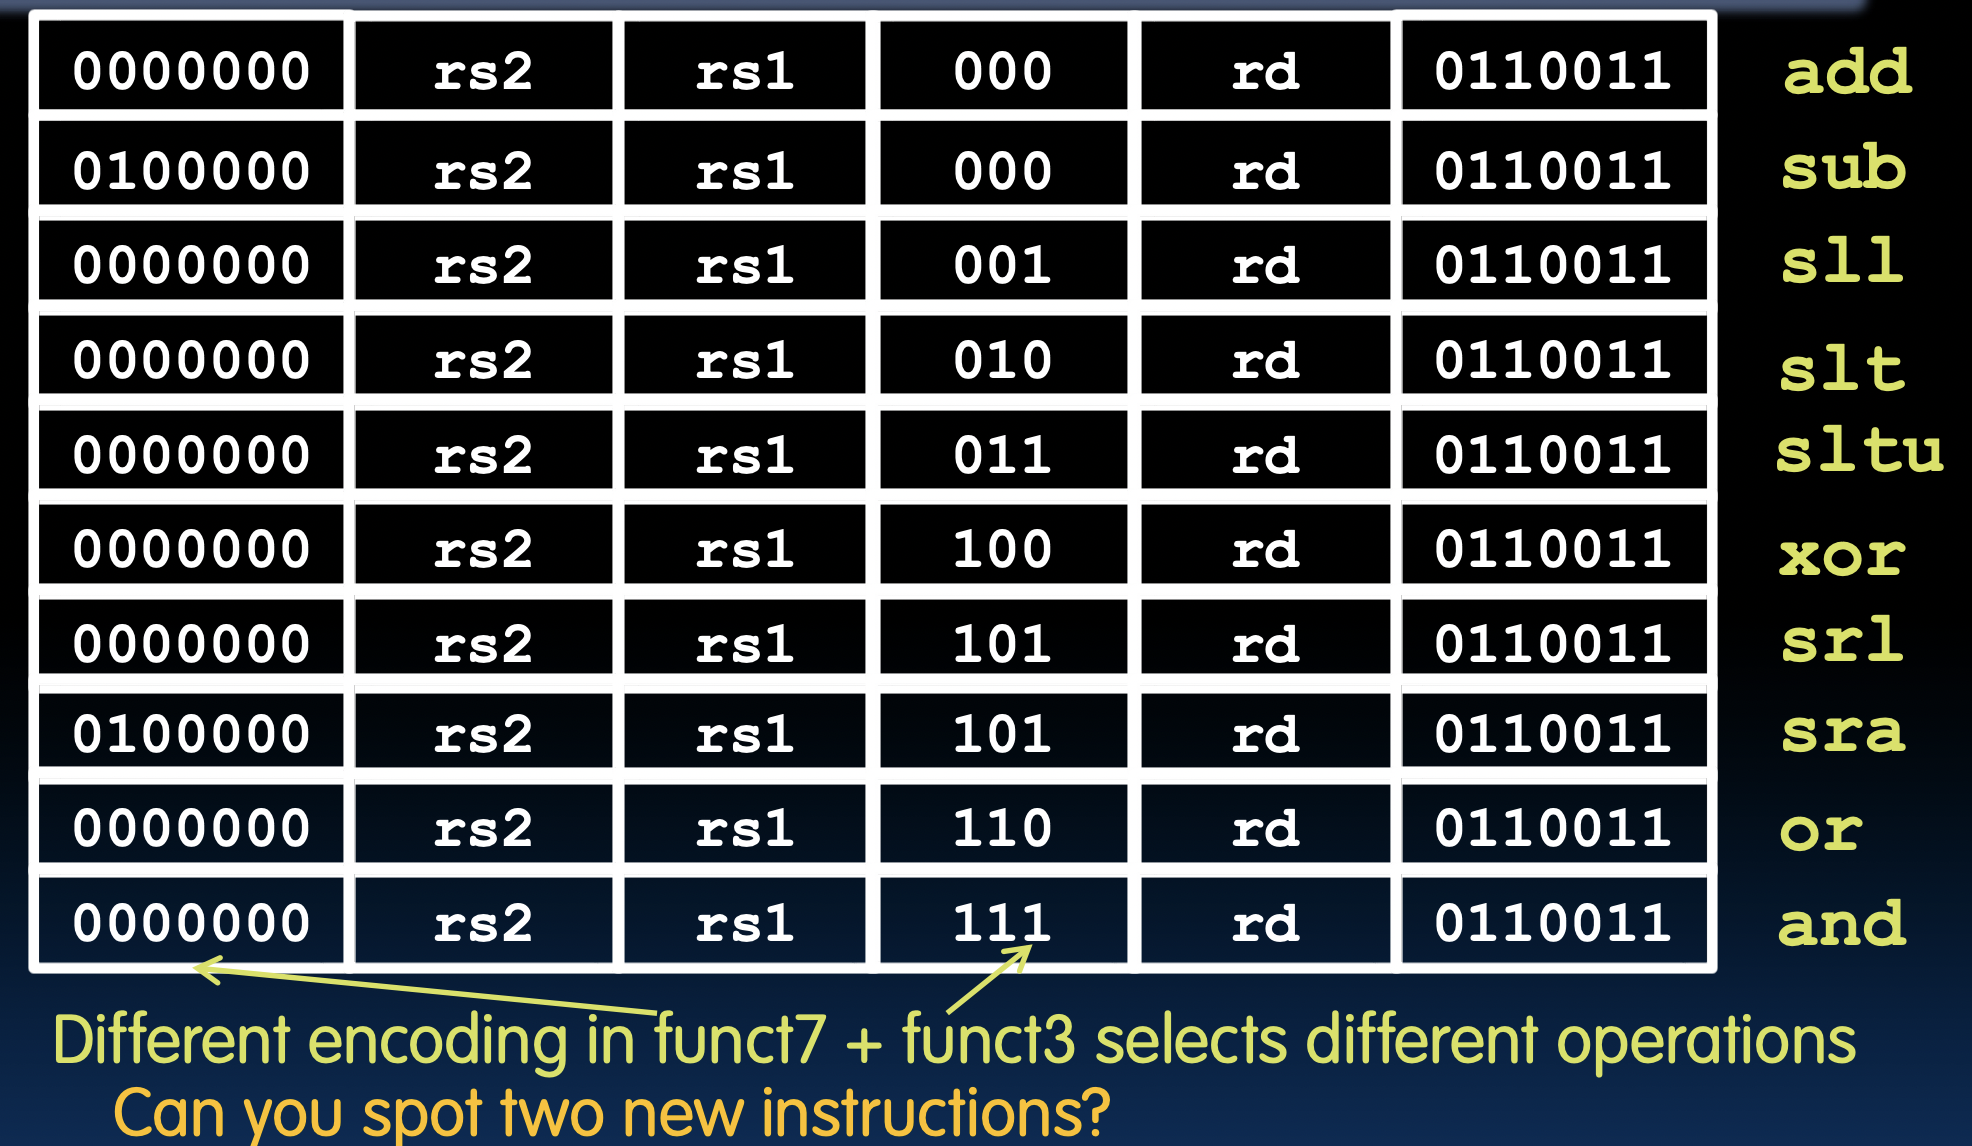 0000000 rs2 rs1 000 rd 0110011 add
0100000 rs2 rs1 000 rd 0110011 sub
0000000 rs2 rs1 001 rd 0110011 sll
0000000 rs2 rs1 010 rd 0110011 slt
0000000 rs2 rs1 011 rd 0110011 sltu
0000000 rs2 rs1 100 rd 0110011 xor
0000000 rs2 rs1 101 rd 0110011 srl
0100000 rs2 rs1 101 rd 0110011 sra
0000000 rs2 rs1 110 rd 0110011 or
0000000 rs2 rs1 111 rd 0110011 and
Different encoding in funct7 + funct3 selects different operations
Can you spot two new instructions?